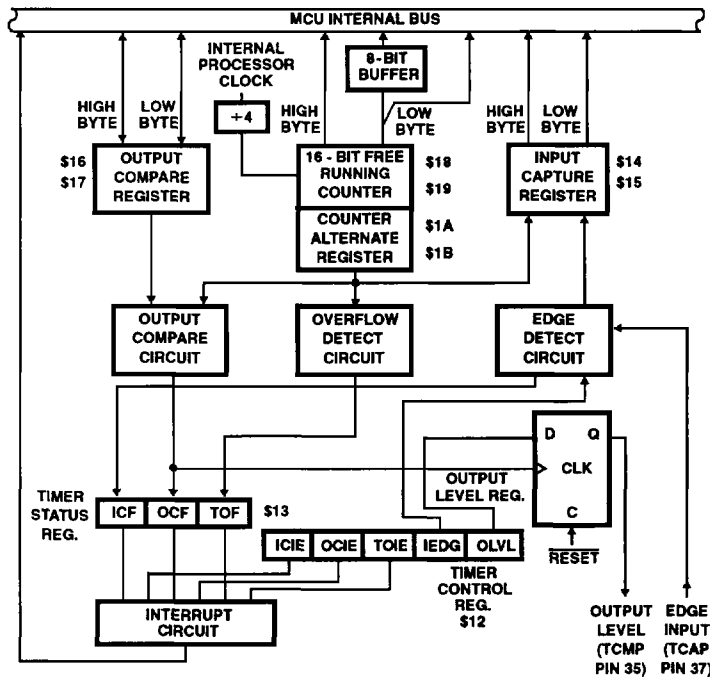 MCU INTERNAL BUS
INTERNAL
PROCESSOR
CLOCK
÷4
8-BIT
BUFFER
HIGH
BYTE
LOW
BYTE
HIGH
BYTE
LOW
BYTE
HIGH
BYTE
LOW
BYTE
$16
$17
OUTPUT
COMPARE
REGISTER
16 - BIT FREE
RUNNING
COUNTER
$18
$19
COUNTER
ALTERNATE
REGISTER
$1A
$1B
INPUT
CAPTURE
REGISTER
$14
$15
OUTPUT
COMPARE
CIRCUIT
OVERFLOW
DETECT
CIRCUIT
EDGE
DETECT
CIRCUIT
D Q
CLK
C
OUTPUT
LEVEL REG.
RESET
TIMER
STATUS
REG.
ICF OCF TOF
$13
ICIE OCIE TOIE IEDG OLVL
TIMER
CONTROL
REG.
$12
INTERRUPT
CIRCUIT
OUTPUT
LEVEL
(TCMP
PIN 35)
EDGE
INPUT
(TCAP
PIN 37)